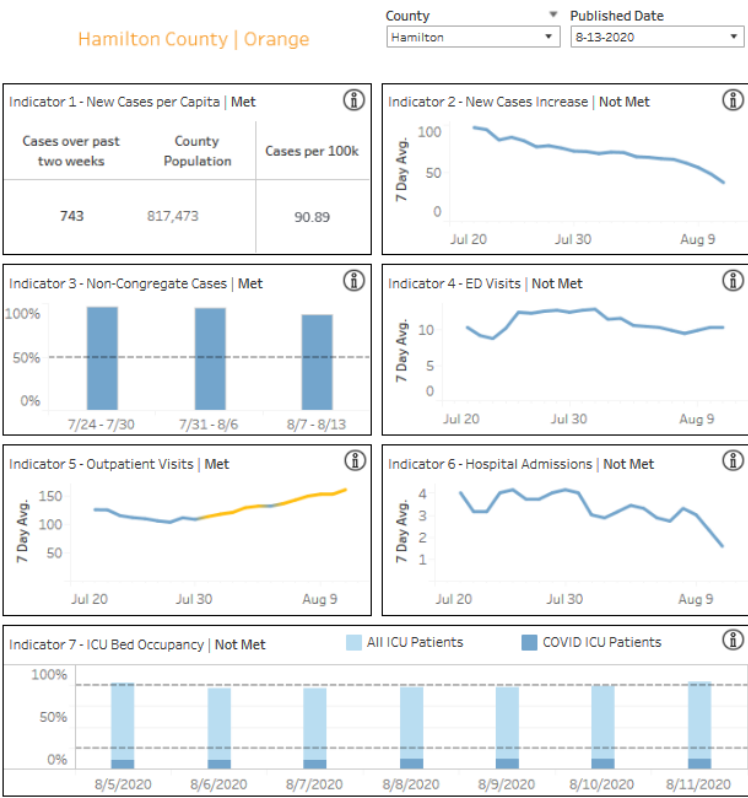 County
Published Date
Hamilton County | Orange
Hamilton
8-13-2020
Indicator 1 - New Cases per Capita | Met
Cases over past two weeks
County Population
Cases per 100k
743
817,473
90.89
Indicator 2 - New Cases Increase | Not Met
7 Day Avg.
100
50
0
Jul 20
Jul 30
Aug 9
Indicator 3 - Non-Congregate Cases | Met
100%
50%
0%
7/24 - 7/30
7/31 - 8/6
8/7 - 8/13
Indicator 4 - ED Visits | Not Met
7 Day Avg.
10
5
0
Jul 20
Jul 30
Aug 9
Indicator 5 - Outpatient Visits | Met
7 Day Avg.
150
100
50
Jul 20
Jul 30
Aug 9
Indicator 6 - Hospital Admissions | Not Met
7 Day Avg.
4
3
2
1
Jul 20
Jul 30
Aug 9
Indicator 7 - ICU Bed Occupancy | Not Met
All ICU Patients
COVID ICU Patients
100%
50%
0%
8/5/2020
8/6/2020
8/7/2020
8/8/2020
8/9/2020
8/10/2020
8/11/2020